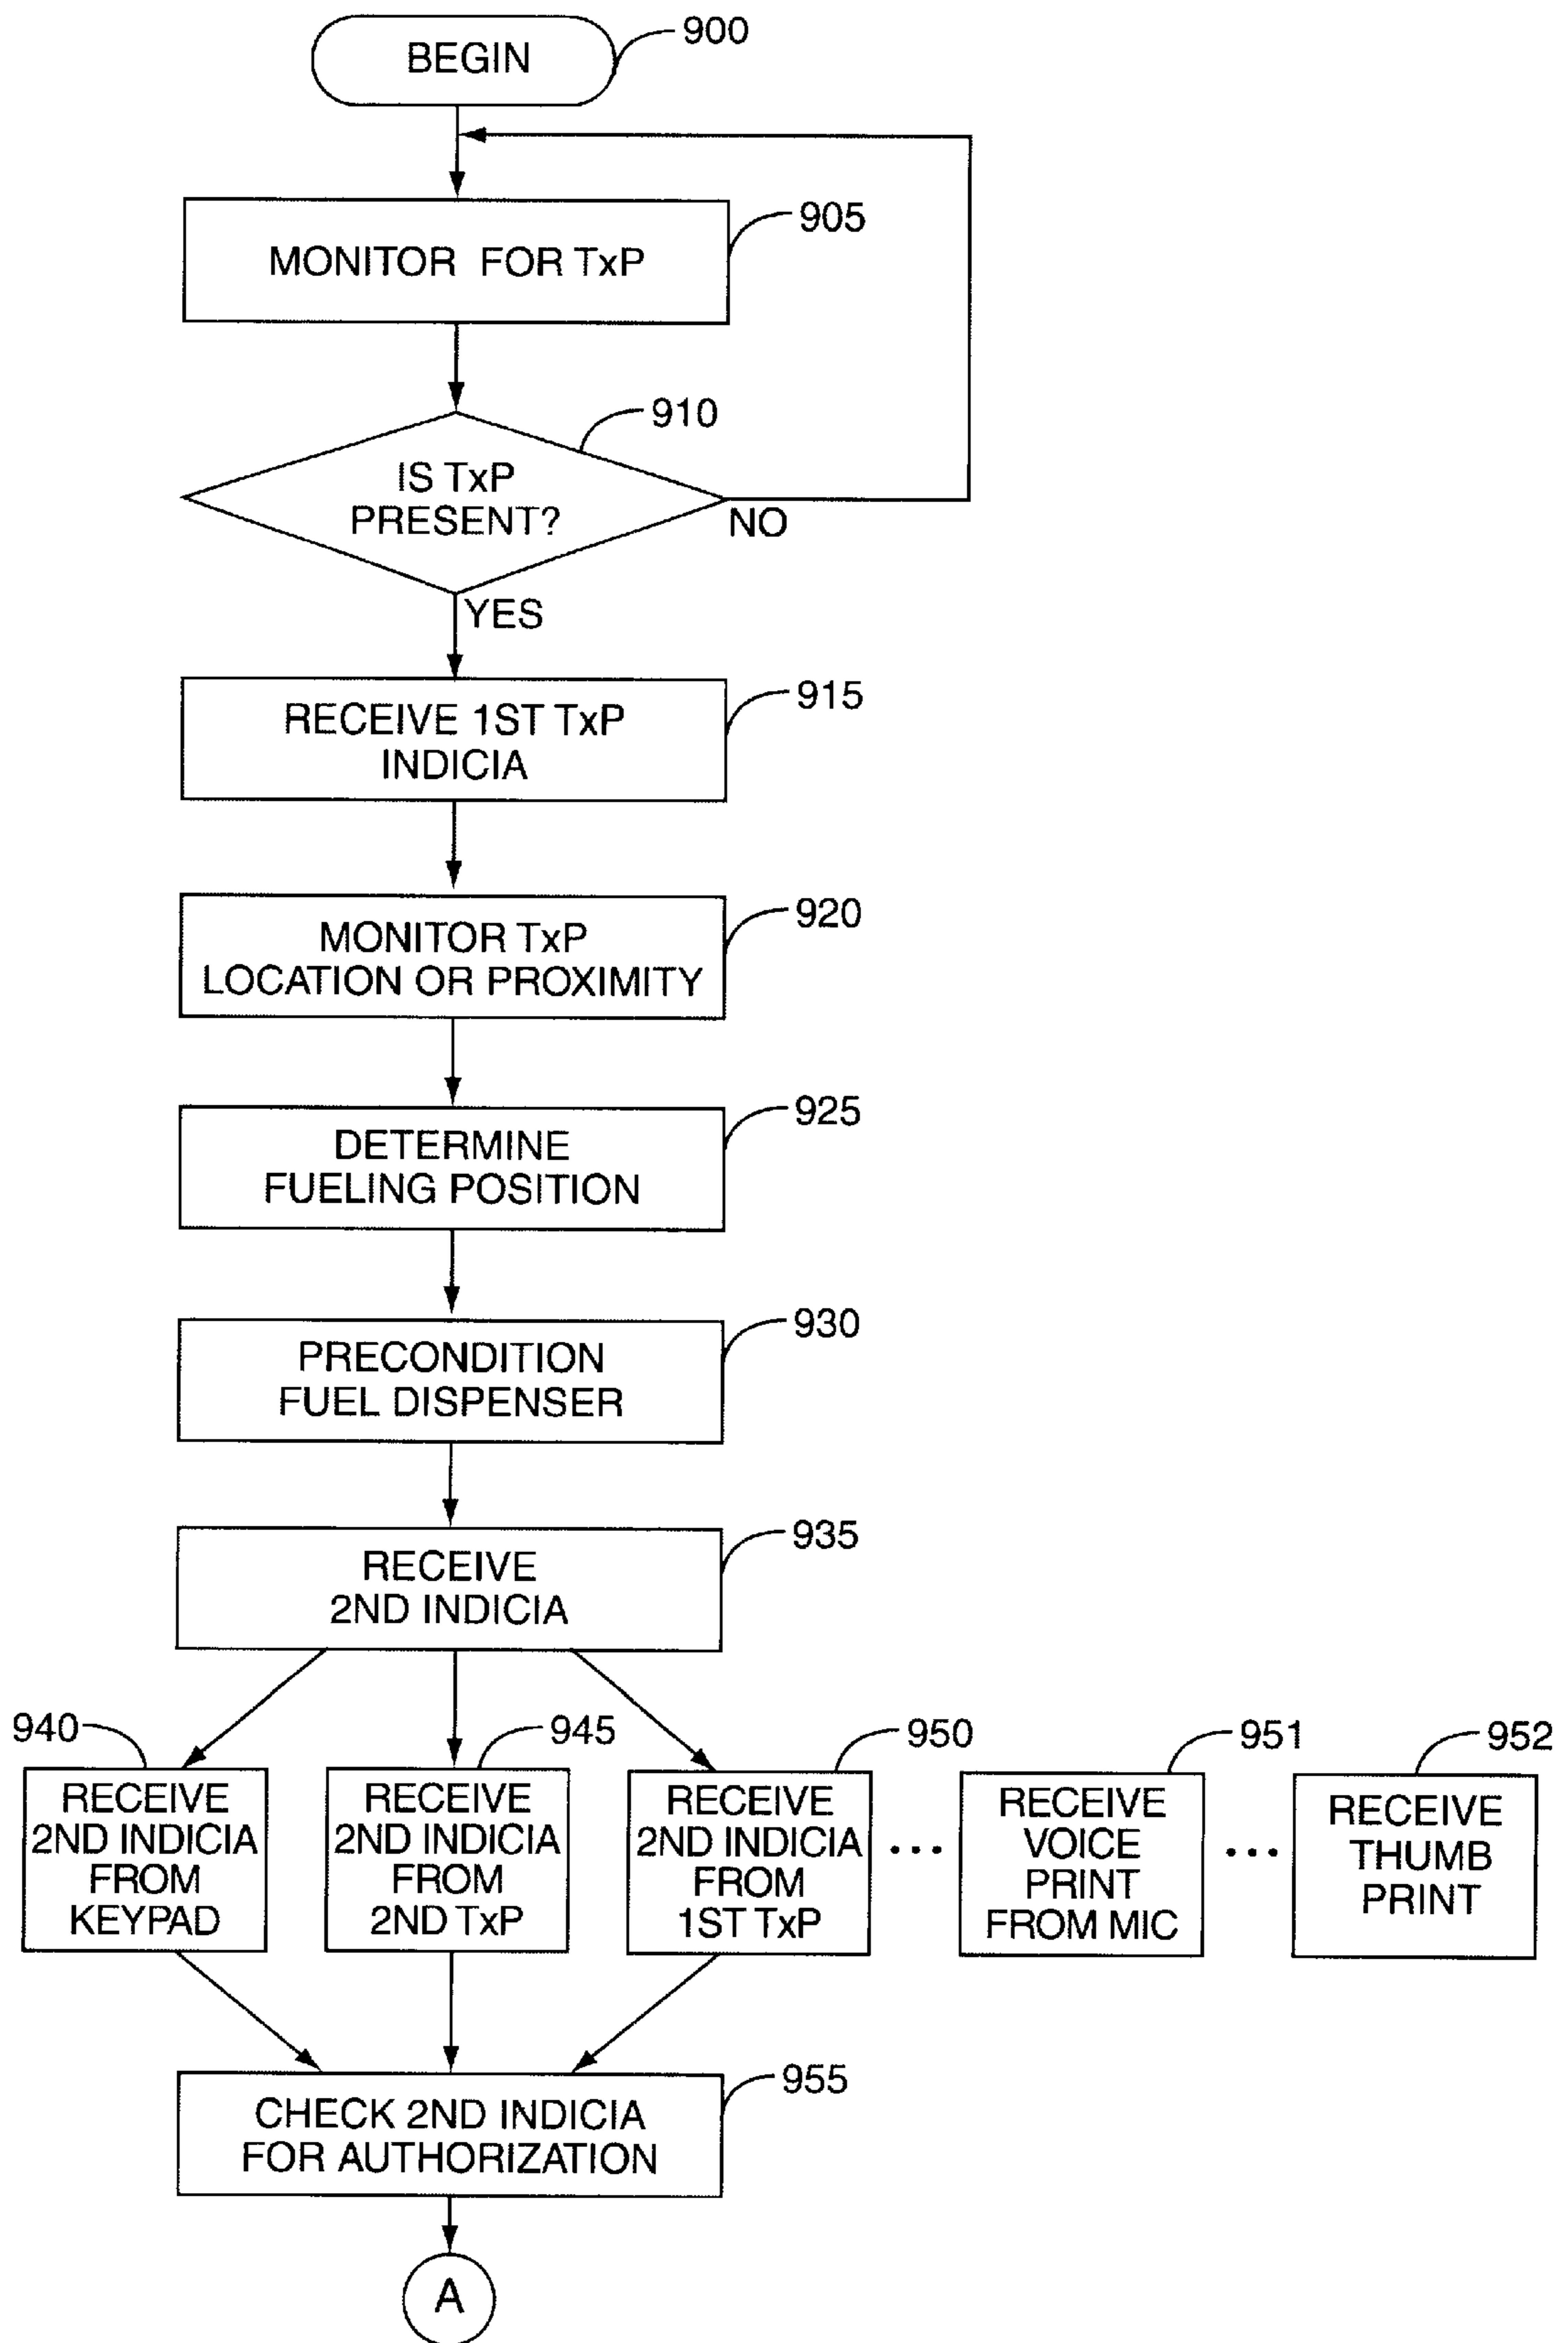 BEGIN
900
MONITOR FOR TxP
905
910
IS TxP
PRESENT?
NO
YES
RECEIVE 1ST TxP
INDICIA
915
MONITOR TxP
LOCATION OR PROXIMITY
920
DETERMINE
FUELING POSITION
925
PRECONDITION
FUEL DISPENSER
930
RECEIVE
2ND INDICIA
935
940
RECEIVE
2ND INDICIA
FROM
KEYPAD
945
RECEIVE
2ND INDICIA
FROM
2ND TxP
950
RECEIVE
2ND INDICIA
FROM
1ST TxP
...
951
RECEIVE
VOICE
PRINT
FROM MIC
...
952
RECEIVE
THUMB
PRINT
CHECK 2ND INDICIA
FOR AUTHORIZATION
955
A